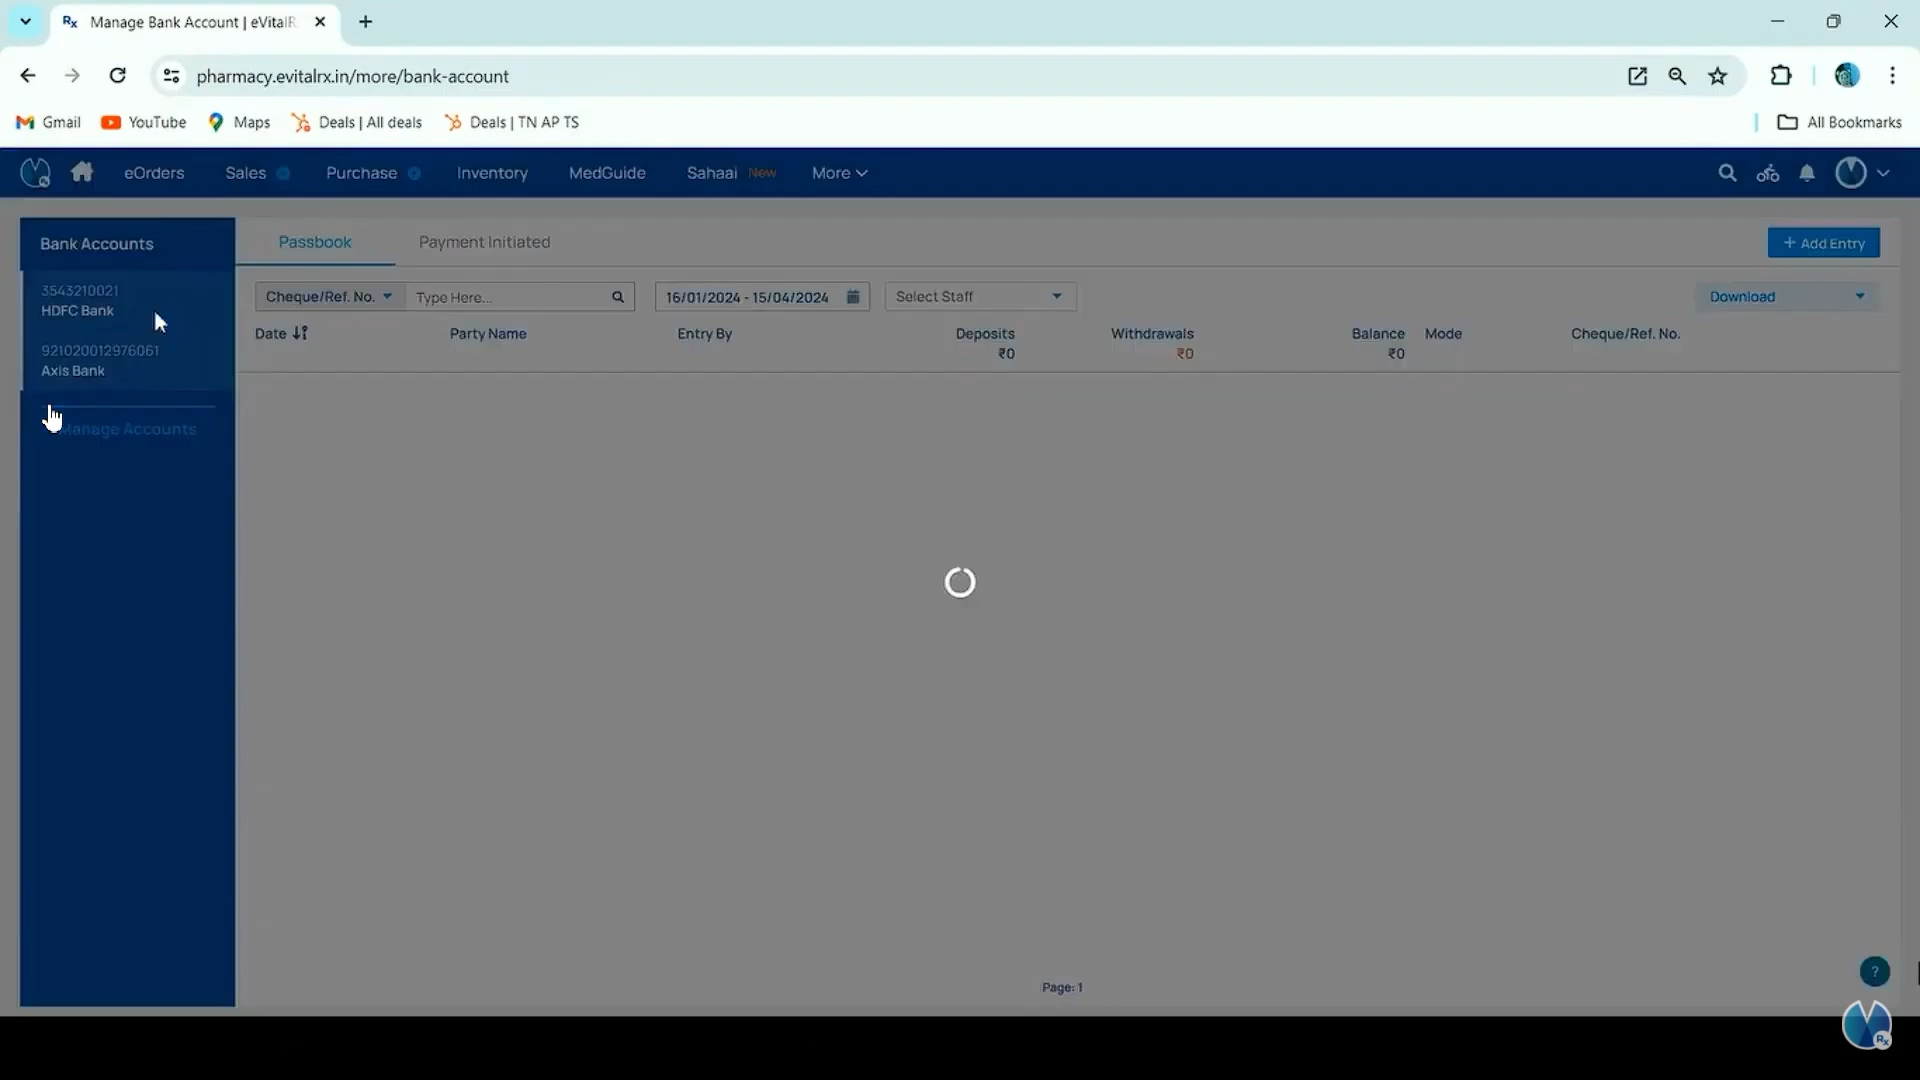 Rx Manage Bank Account | eVitalR
pharmacy.evitalrx.in/more/bank-account
Gmail YouTube Maps Deals | All deals Deals | TN AP TS All Bookmarks
eOrders Sales Purchase Inventory MedGuide Sahaai New More
Bank Accounts Passbook Payment Initiated + Add Entry
3543210021
HDFC Bank
921020012976061
Axis Bank
Manage Accounts
Cheque/Ref. No. Type Here... 16/01/2024 - 15/04/2024 Select Staff Download
Date Party Name Entry By Deposits Withdrawals Balance Mode Cheque/Ref. No.
₹0 ₹0 ₹0
Page: 1
?
Rx